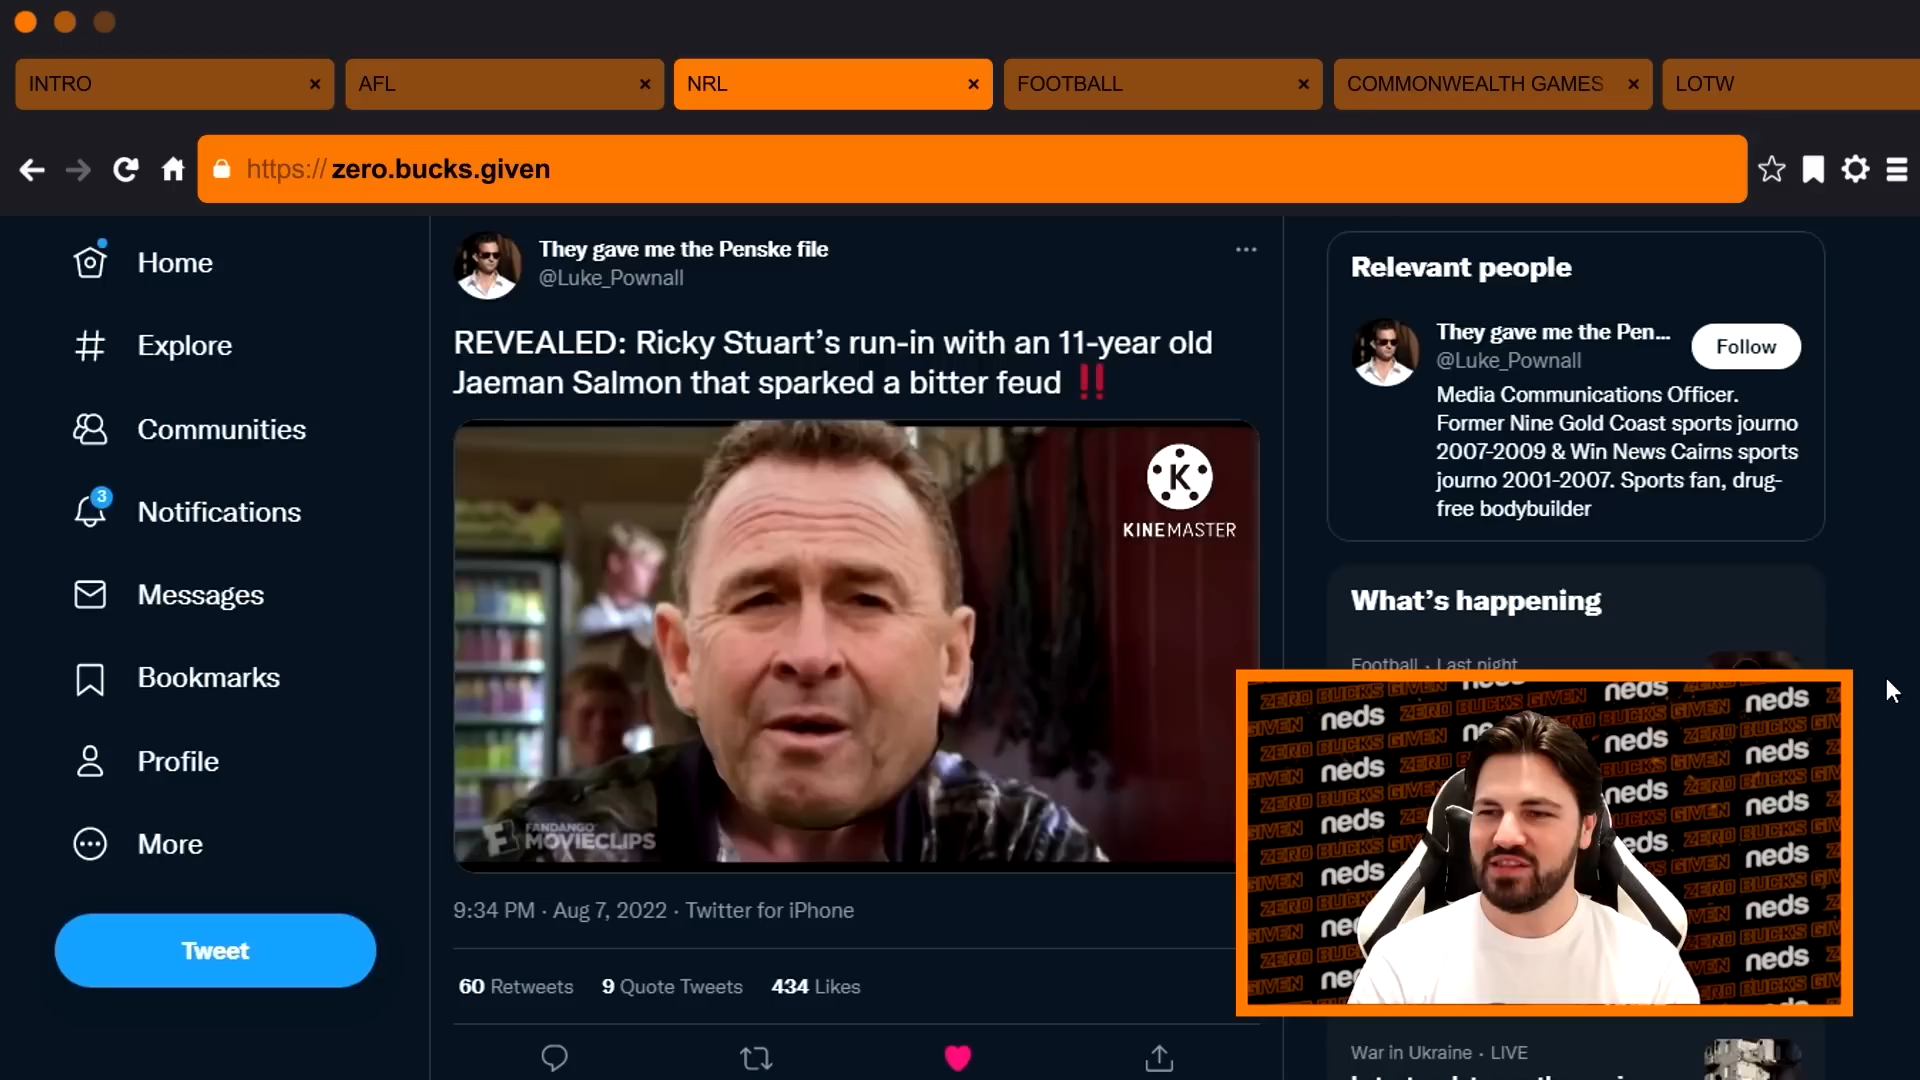 INTRO
AFL
NRL
FOOTBALL
COMMONWEALTH GAMES
LOTW
https:// zero.bucks.given
Home
Explore
Communities
3
Notifications
Messages
Bookmarks
Profile
More
Tweet
They gave me the Penske file
@Luke_Pownall
REVEALED: Ricky Stuart’s run-in with an 11-year old
Jaeman Salmon that sparked a bitter feud ‼
K
KINEMASTER
FANDANGO
MOVIECLIPS
9:34 PM · Aug 7, 2022 · Twitter for iPhone
60 Retweets 9 Quote Tweets 434 Likes
Relevant people
They gave me the Pen...
@Luke_Pownall
Follow
Media Communications Officer.
Former Nine Gold Coast sports journo
2007-2009 & Win News Cairns sports
journo 2001-2007. Sports fan, drug-
free bodybuilder
What’s happening
Football · Last night
ZERO BUCKS GIVEN
neds
War in Ukraine · LIVE